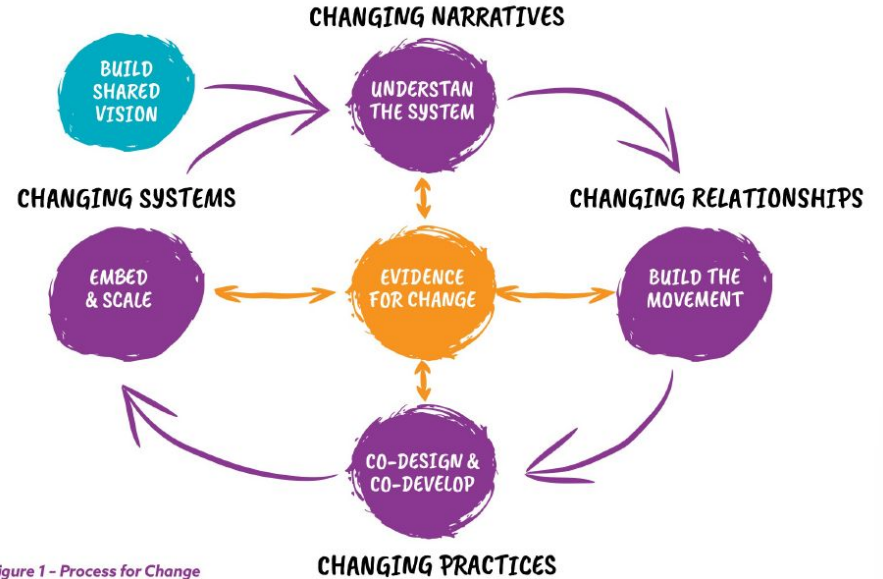 CHANGING NARRATIVES
BUILD
SHARED
VISION
UNDERSTAN
THE SYSTEM
CHANGING SYSTEMS
CHANGING RELATIONSHIPS
EMBED
& SCALE
EVIDENCE
FOR CHANGE
BUILD THE
MOVEMENT
CO-DESIGN &
CO-DEVELOP
igure 1 – Process for Change
CHANGING PRACTICES